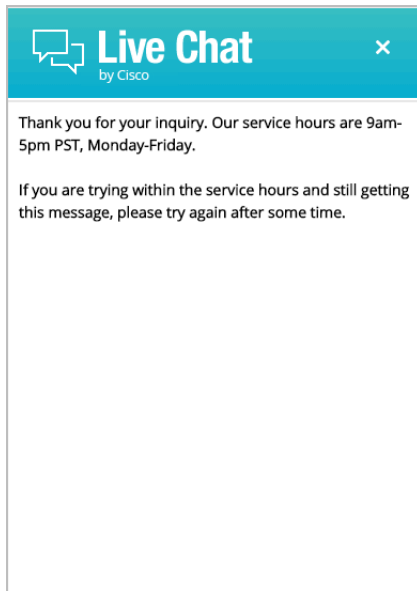 Live Chat
by Cisco
×
Thank you for your inquiry. Our service hours are 9am-
5pm PST, Monday-Friday.
If you are trying within the service hours and still getting
this message, please try again after some time.